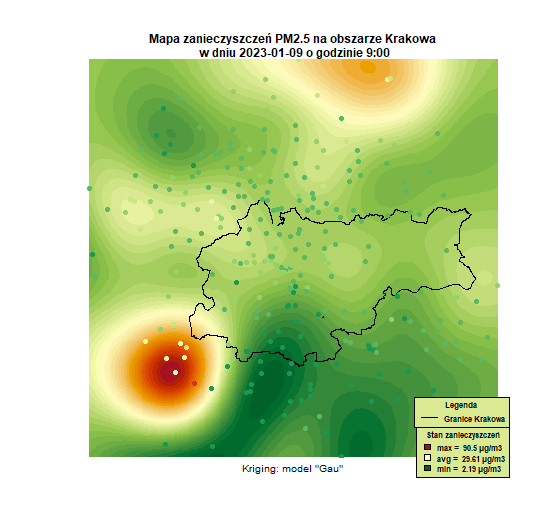 Mapa zanieczyszczeń PM2.5 na obszarze Krakowa
w dniu 2023-01-09 o godzinie 9:00
Legenda
Granice Krakowa
Stan zanieczyszczeń
max = 90.5 µg/m3
avg = 29.61 µg/m3
min = 2.19 µg/m3
Kriging: model "Gau"